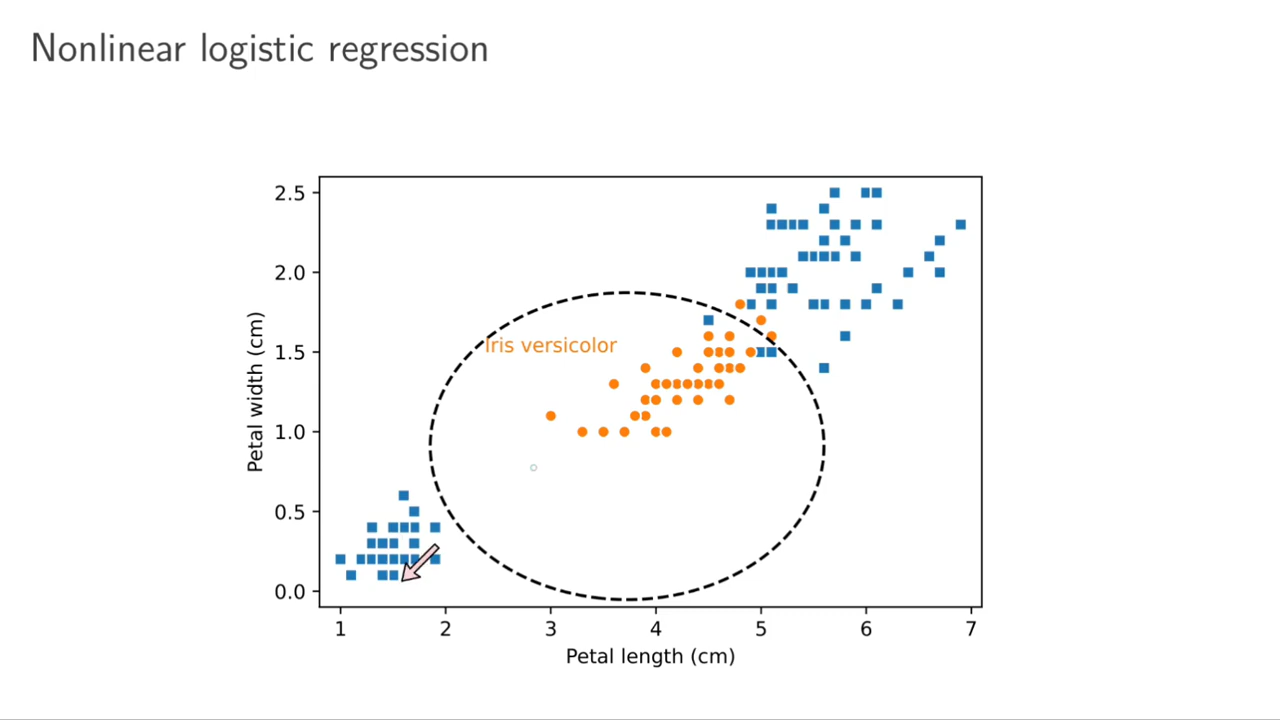 Nonlinear logistic regression
2.5
2.0
1.5
1.0
0.5
0.0
Petal width (cm)
Iris versicolor
1 2 3 4 5 6 7
Petal length (cm)